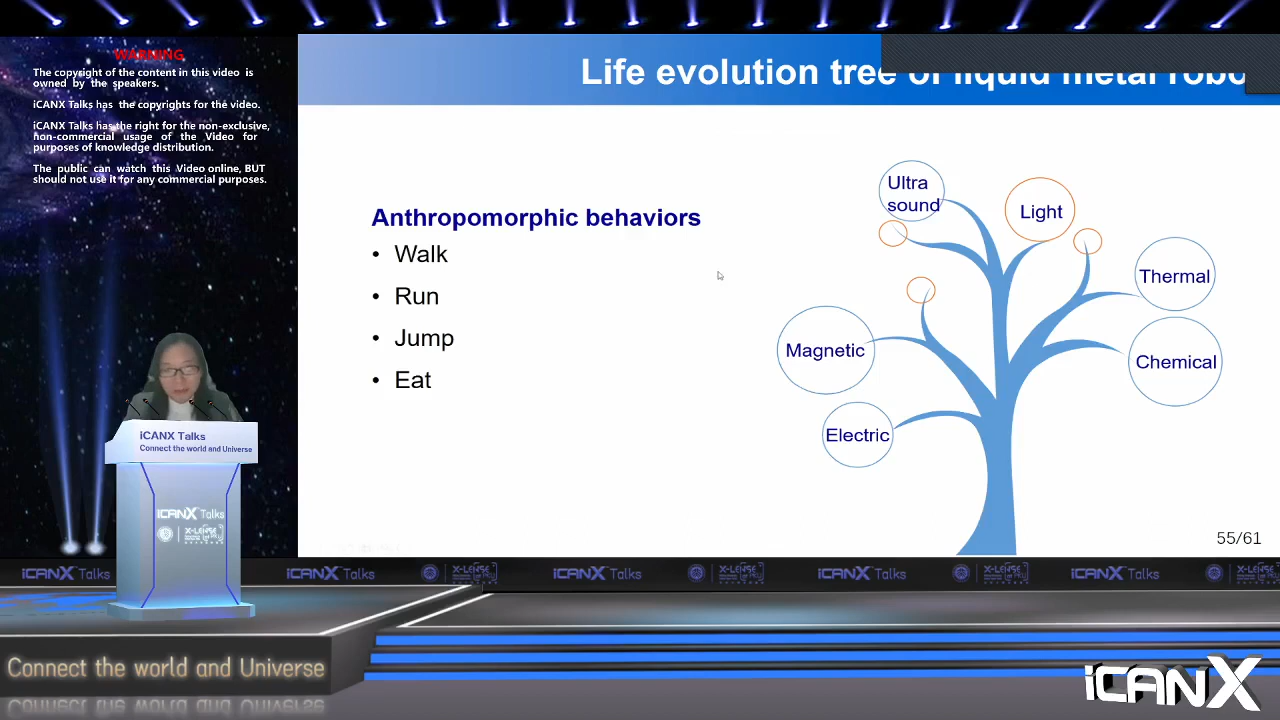 WARNING
The copyright of the content in this video is
owned by the speakers.
iCANX Talks has the copyrights for the video.
iCANX Talks has the right for the non-exclusive,
non-commercial usage of the Video for
purposes of knowledge distribution.
The public can watch this Video online, BUT
should not use it for any commercial purposes.
Life evolution tree of liquid metal robo
Anthropomorphic behaviors
• Walk
• Run
• Jump
• Eat
Ultra
sound
Light
Thermal
Magnetic
Chemical
Electric
55/61
iCANX Talks
Connect the world and Universe
iCANX Talks
X-LENSE
iCANX Talks
iCANX Talks
iCANX Talks
iCANX Talks
iCANX Talks
Connect the world and Universe
iCANX